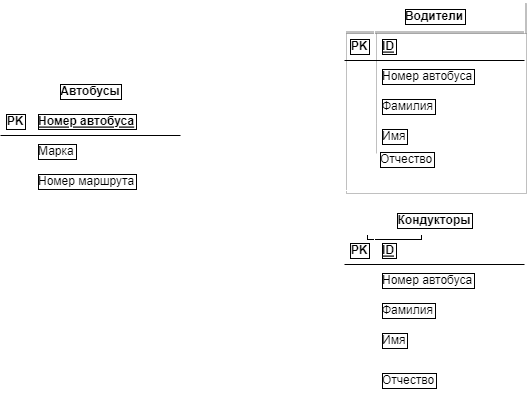 Автобусы
PK Номер автобуса
Марка
Номер маршрута
Водители
PK ID
Номер автобуса
Фамилия
Имя
Отчество
Кондукторы
PK ID
Номер автобуса
Фамилия
Имя
Отчество